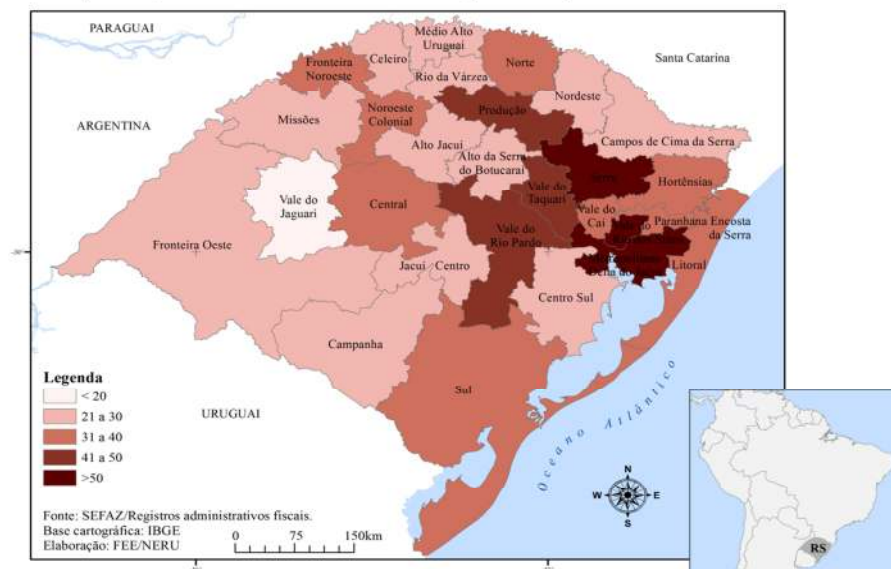 PARAGUAI
ARGENTINA
URUGUAI
Santa Catarina
Fronteira
Noroeste
Celeiro
Médio Alto
Uruguai
Rio da Várzea
Norte
Nordeste
Missões
Noroeste
Colonial
Produção
Campos de Cima da Serra
Alto Jacuí
Alto da Serra
do Botucaraí
Serra
Hortênsias
Vale do
Jaguari
Central
Vale do
Taquari
Vale do
Caí
Paranhana Encosta
da Serra
Fronteira Oeste
Vale do
Rio Pardo
Jacuí Centro
Litoral
Centro Sul
Campanha
Sul
Oceano Atlântico
Legenda
< 20
21 a 30
31 a 40
41 a 50
>50
Fonte: SEFAZ/Registros administrativos fiscais.
Base cartográfica: IBGE
Elaboração: FEE/NERU
0 75 150km
N
W E
S
RS